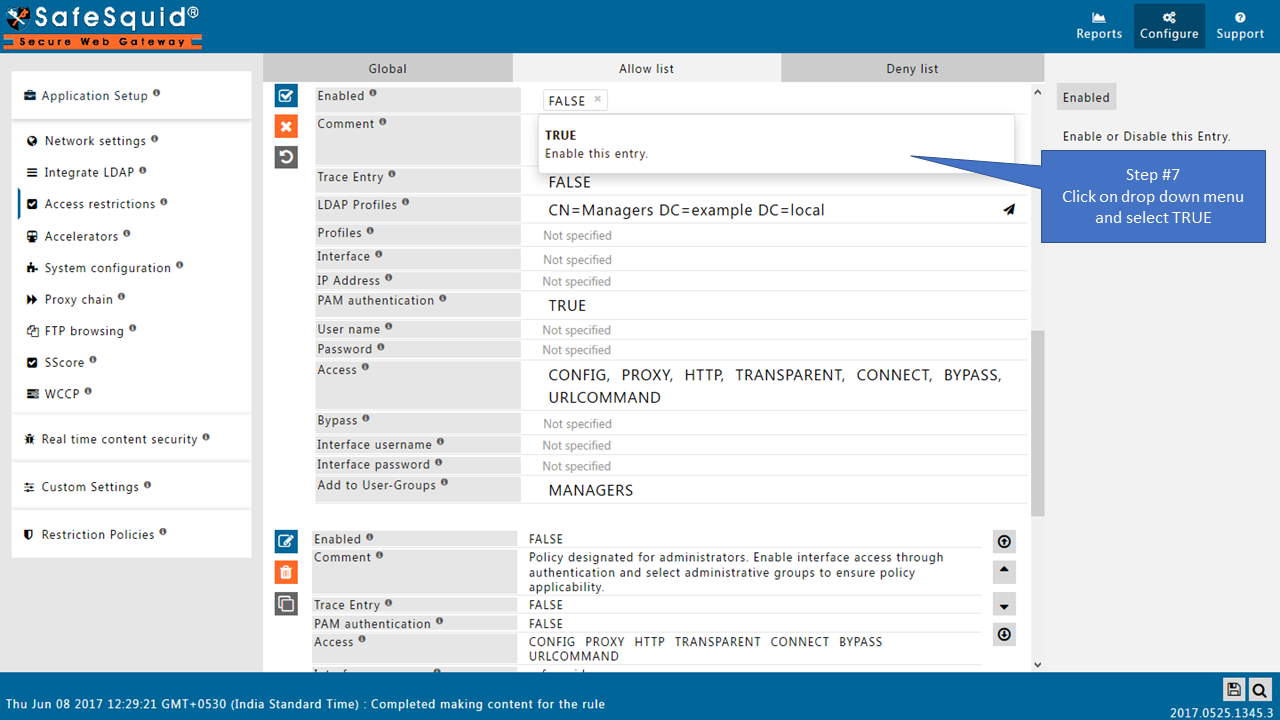 SafeSquid®
Secure Web Gateway
Reports
Configure
Support
Global
Allow list
Deny list
Application Setup
Network settings
Integrate LDAP
Access restrictions
Accelerators
System configuration
Proxy chain
FTP browsing
SScore
WCCP
Real time content security
Custom Settings
Restriction Policies
Enabled FALSE ×
Comment
TRUE
Enable this entry.
Trace Entry FALSE
LDAP Profiles CN=Managers DC=example DC=local
Profiles Not specified
Interface Not specified
IP Address Not specified
PAM authentication TRUE
User name Not specified
Password Not specified
Access CONFIG, PROXY, HTTP, TRANSPARENT, CONNECT, BYPASS,
URLCOMMAND
Bypass Not specified
Interface username Not specified
Interface password Not specified
Add to User-Groups MANAGERS
Enabled FALSE
Comment Policy designated for administrators. Enable interface access through
authentication and select administrative groups to ensure policy
applicability.
Trace Entry FALSE
PAM authentication FALSE
Access CONFIG PROXY HTTP TRANSPARENT CONNECT BYPASS
URLCOMMAND
Enabled
Enable or Disable this Entry.
Step #7
Click on drop down menu
and select TRUE
Thu Jun 08 2017 12:29:21 GMT+0530 (India Standard Time) : Completed making content for the rule
2017.0525.1345.3